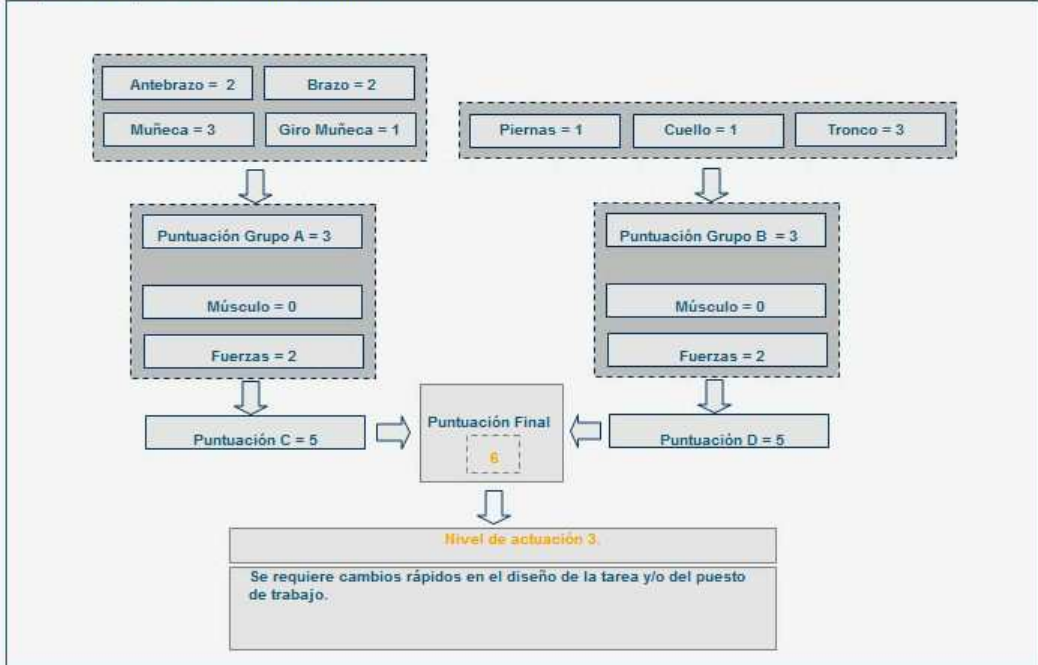 Antebrazo = 2
Brazo = 2
Muñeca = 3
Giro Muñeca = 1
Piernas = 1
Cuello = 1
Tronco = 3
Puntuación Grupo A = 3
Músculo = 0
Fuerzas = 2
Puntuación Grupo B = 3
Músculo = 0
Fuerzas = 2
Puntuación C = 5
Puntuación Final
6
Puntuación D = 5
Nivel de actuación 3.
Se requiere cambios rápidos en el diseño de la tarea y/o del puesto
de trabajo.